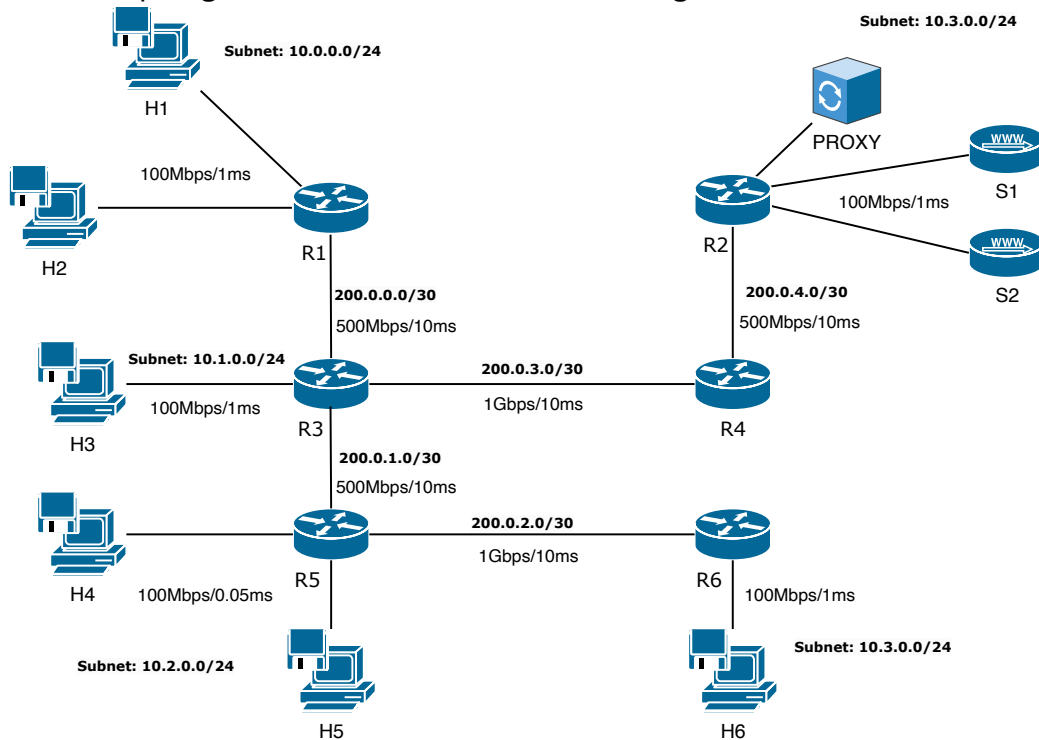 Subnet: 10.0.0.0/24
Subnet: 10.3.0.0/24
H1
PROXY
WWW
S1
100Mbps/1ms
100Mbps/1ms
H2
R1
R2
WWW
S2
200.0.0.0/30
500Mbps/10ms
200.0.4.0/30
500Mbps/10ms
Subnet: 10.1.0.0/24
200.0.3.0/30
100Mbps/1ms
1Gbps/10ms
H3
R3
R4
200.0.1.0/30
500Mbps/10ms
200.0.2.0/30
1Gbps/10ms
H4
R5
R6
100Mbps/0.05ms
100Mbps/1ms
Subnet: 10.2.0.0/24
Subnet: 10.3.0.0/24
H5
H6